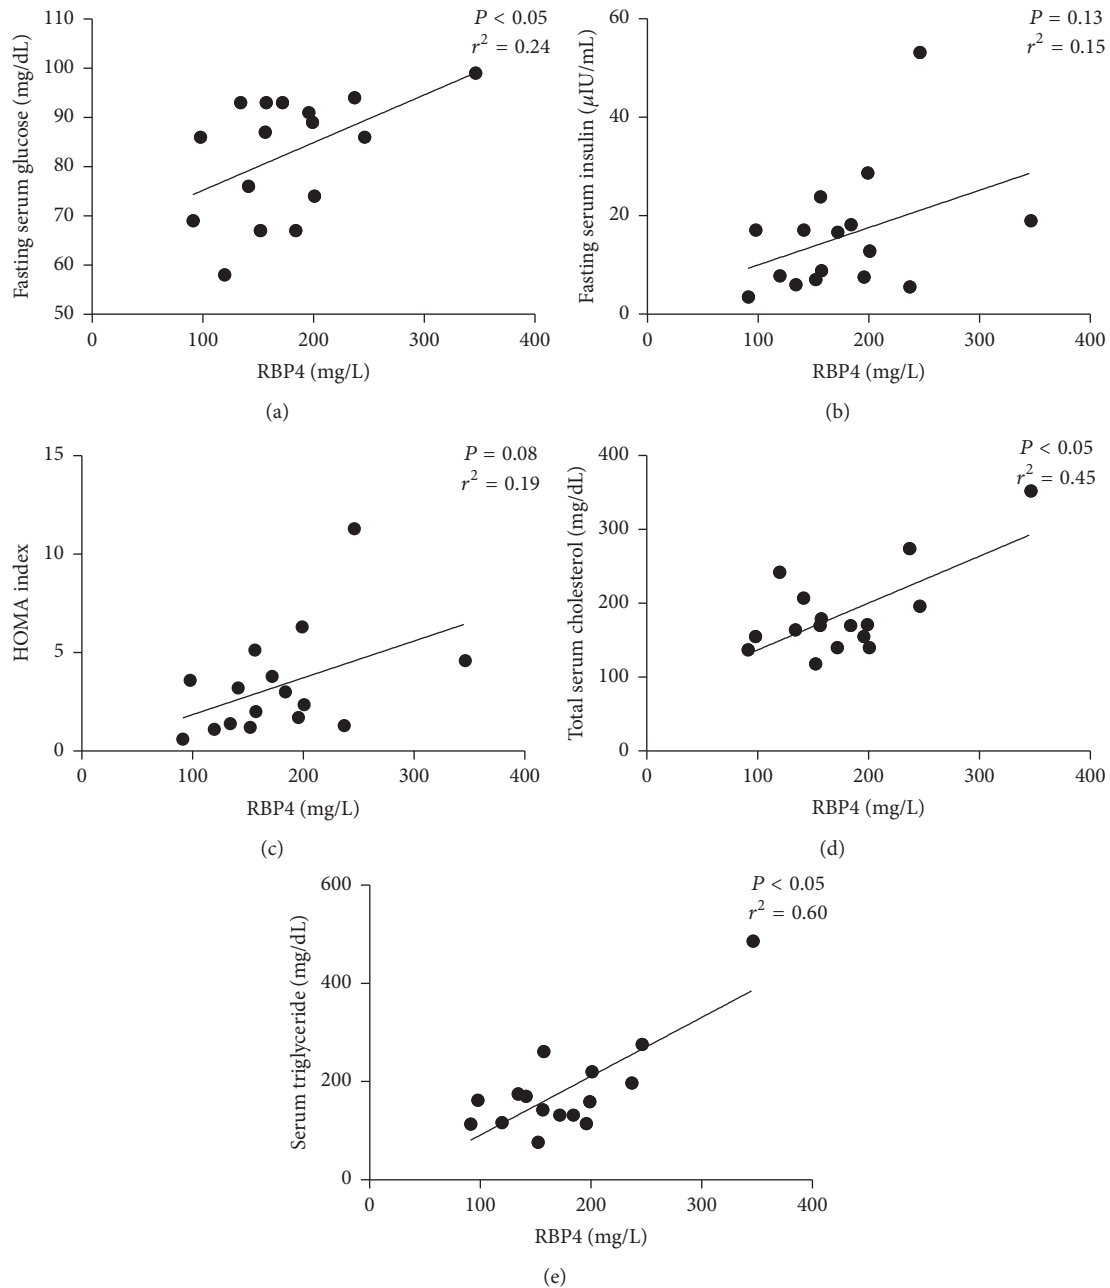 P < 0.05
r² = 0.24
Fasting serum glucose (mg/dL)
110
100
90
80
70
60
50
0
100
200
300
400
RBP4 (mg/L)
(a)
P = 0.13
r² = 0.15
Fasting serum insulin (μIU/mL)
60
40
20
0
0
100
200
300
400
RBP4 (mg/L)
(b)
P = 0.08
r² = 0.19
HOMA index
15
10
5
0
0
100
200
300
400
RBP4 (mg/L)
(c)
P < 0.05
r² = 0.45
Total serum cholesterol (mg/dL)
400
300
200
100
0
0
100
200
300
400
RBP4 (mg/L)
(d)
P < 0.05
r² = 0.60
Serum triglyceride (mg/dL)
600
400
200
0
0
100
200
300
400
RBP4 (mg/L)
(e)